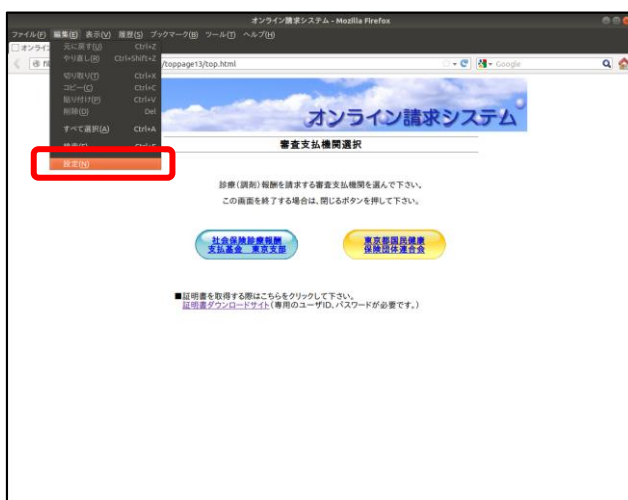 オンライン請求システム - Mozilla Firefox
ファイル(F) 編集(E) 表示(V) 履歴(S) ブックマーク(B) ツール(T) ヘルプ(H)
オンライ
元に戻す(U) Ctrl+Z
やり直し(R) Ctrl+Shift+Z
/toppage13/top.html
Google
切り取り(T) Ctrl+X
コピー(C) Ctrl+C
貼り付け(P) Ctrl+V
削除(D) Del
すべて選択(A) Ctrl+A
設定(N)
オンライン請求システム
審査支払機関選択
診療(調剤)報酬を請求する審査支払機関を選んで下さい。
この画面を終了する場合は、閉じるボタンを押して下さい。
社会保険診療報酬
支払基金 東京支部
東京都国民健康
保険団体連合会
■証明書を取得する際はこちらをクリックして下さい。
証明書ダウンロードサイト(専用のユーザID、パスワードが必要です。)